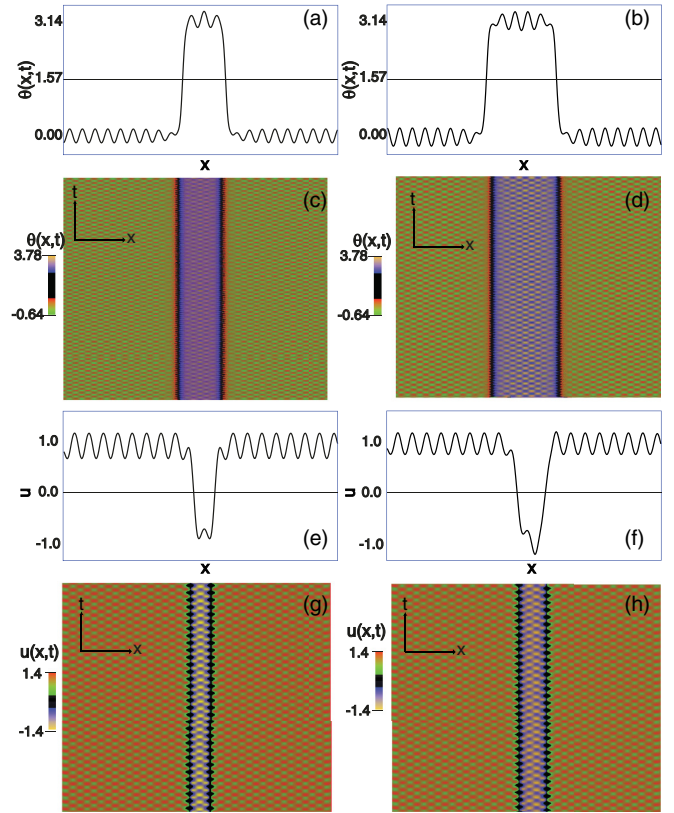 (a)
3.14
1.57
0.00
θ(x,t)
x
(b)
3.14
1.57
0.00
θ(x,t)
x
(c)
t
x
θ(x,t)
3.78
-0.64
(d)
t
x
θ(x,t)
3.78
-0.64
1.0
0.0
-1.0
u
(e)
x
1.0
0.0
-1.0
u
(f)
x
(g)
t
x
u(x,t)
1.4
-1.4
(h)
t
x
u(x,t)
1.4
-1.4